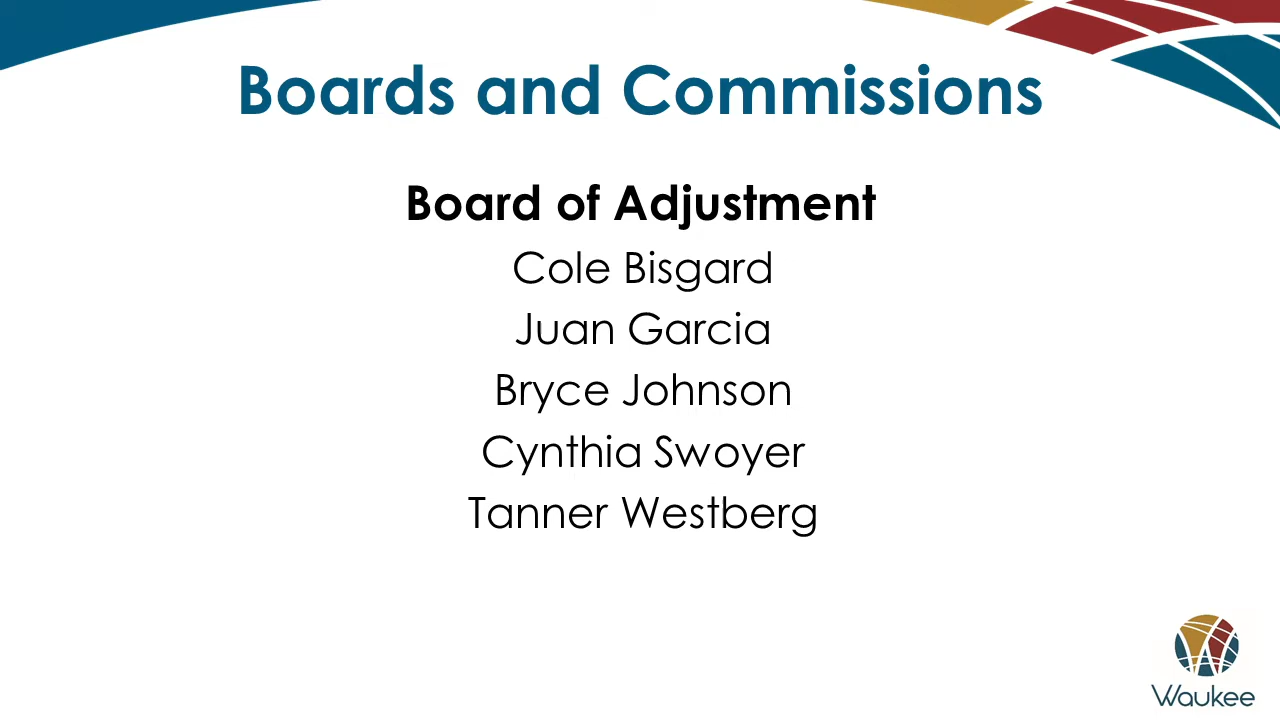 Boards and Commissions
Board of Adjustment
Cole Bisgard
Juan Garcia
Bryce Johnson
Cynthia Swoyer
Tanner Westberg
Waukee